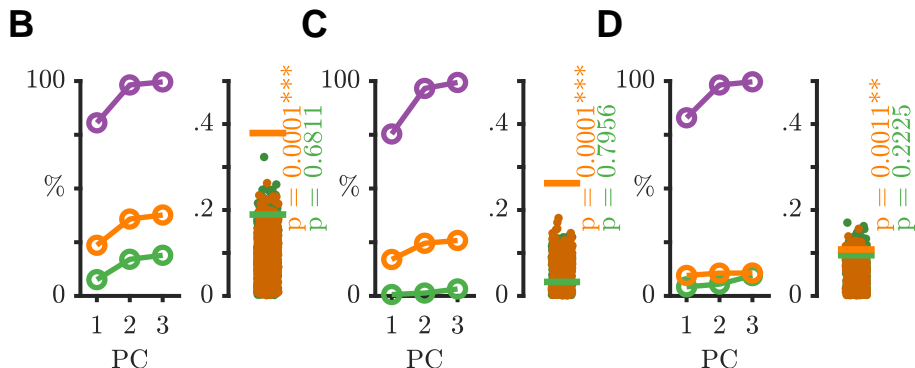 B
100
%
0
1 2 3
PC
.4
.2
0
p = 0.0001***
p = 0.6811
C
100
%
0
1 2 3
PC
.4
.2
0
p = 0.0001***
p = 0.7956
D
100
%
0
1 2 3
PC
.4
.2
0
p = 0.0011**
p = 0.2225